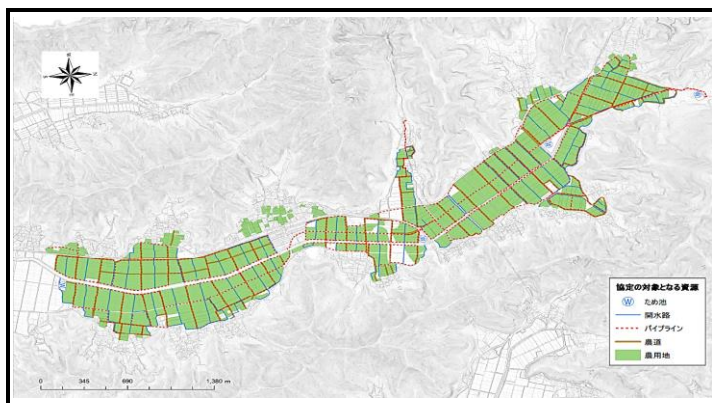 協定の対象となる資源
ため池
開水路
パイプライン
農道
農用地
0 345 690 1,380 m